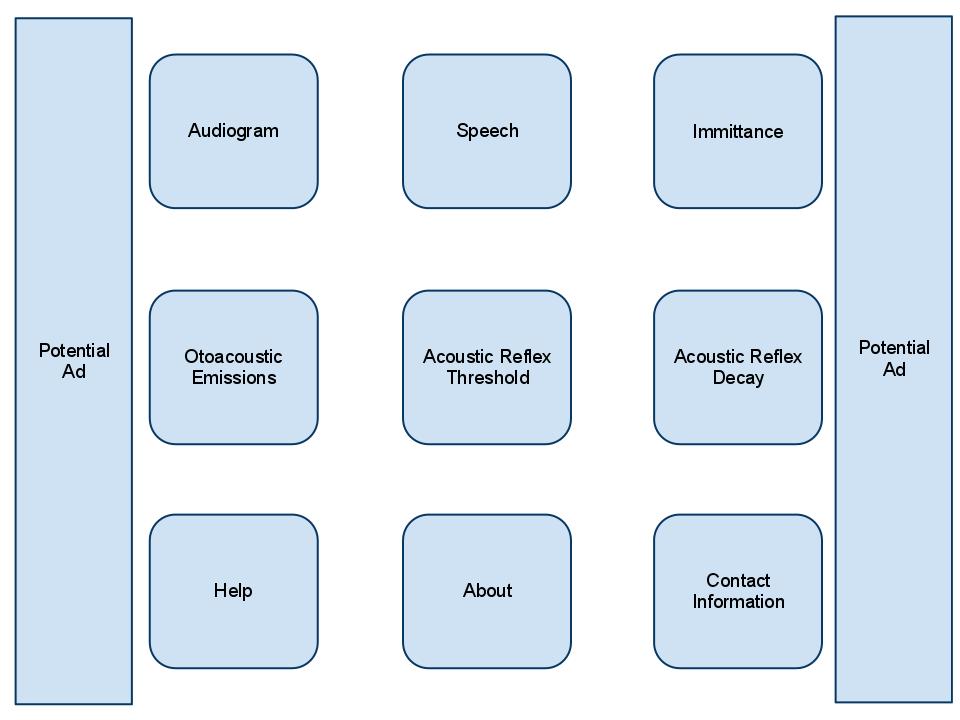 Audiogram
Speech
Immittance
Potential
Ad
Otoacoustic
Emissions
Acoustic Reflex
Threshold
Acoustic Reflex
Decay
Potential
Ad
Help
About
Contact
Information